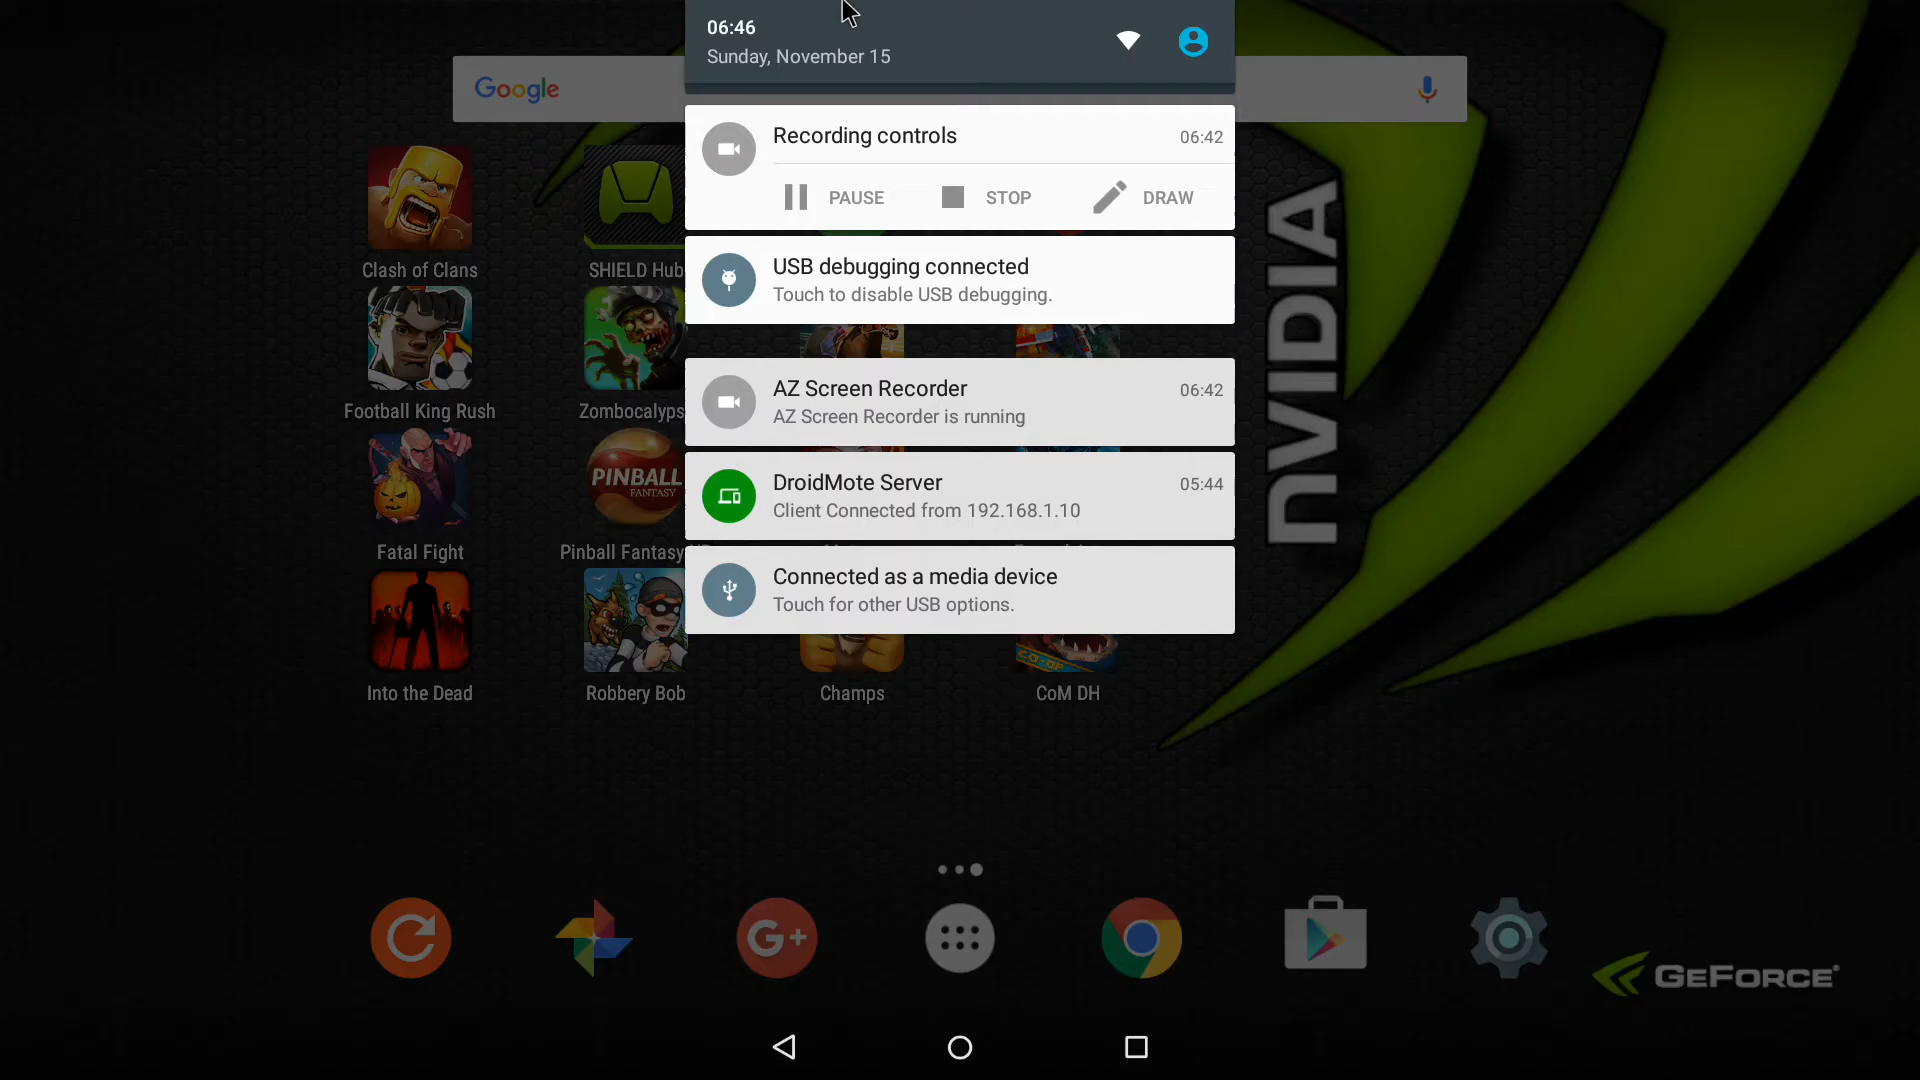 06:46
Sunday, November 15
Google
Recording controls
06:42
PAUSE
STOP
DRAW
Clash of Clans
SHIELD Hub
USB debugging connected
Touch to disable USB debugging.
NVIDIA
AZ Screen Recorder
06:42
AZ Screen Recorder is running
Football King Rush
Zombocalyps
DroidMote Server
05:44
Client Connected from 192.168.1.10
PINBALL
FANTASY
Fatal Fight
Pinball Fantasy
Connected as a media device
Touch for other USB options.
CO-OP
Into the Dead
Robbery Bob
Champs
CoM DH
G+
GEFORCE